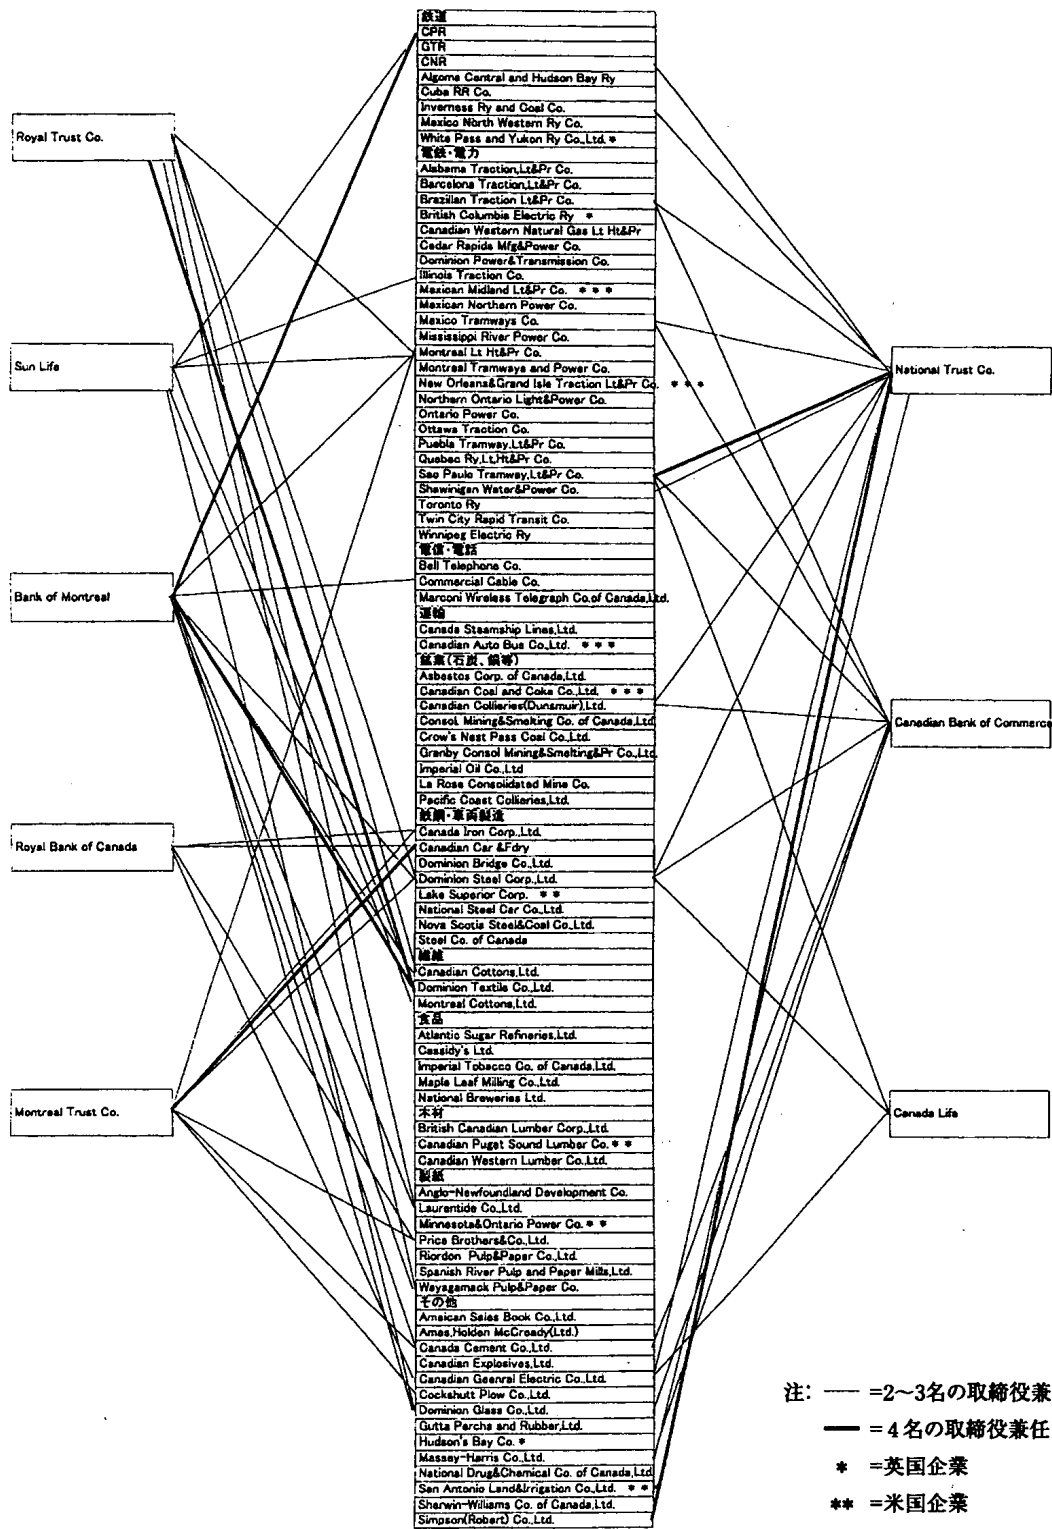 鉄道
CPR
GTR
CNR
Algoma Central and Hudson Bay Ry
Cuba RR Co.
Inverness Ry and Coal Co.
Mexico North Western Ry Co.
White Pass and Yukon Ry Co.,Ltd. *
電鉄・電力
Alabama Traction,Lt&Pr Co.
Barcelona Traction,Lt&Pr Co.
Brazilian Traction Lt&Pr Co.
British Columbia Electric Ry *
Canadian Western Natural Gas Lt Ht&Pr
Cedar Rapids Mfg&Power Co.
Dominion Power&Transmission Co.
Illinois Traction Co.
Mexican Midland Lt&Pr Co. * * *
Mexican Northern Power Co.
Mexico Tramways Co.
Mississippi River Power Co.
Montreal Lt Ht&Pr Co.
Montreal Tramways and Power Co.
New Orleans&Grand Isle Traction Lt&Pr Co. * * *
Northern Ontario Light&Power Co.
Ontario Power Co.
Ottawa Traction Co.
Puebla Tramway,Lt&Pr Co.
Quebec Ry,Lt,Ht&Pr Co.
Sao Paulo Tramway,Lt&Pr Co.
Shawinigan Water&Power Co.
Toronto Ry
Twin City Rapid Transit Co.
Winnipeg Electric Ry
電信・電話
Bell Telephone Co.
Commercial Cable Co.
Marconi Wireless Telegraph Co.of Canada,Ltd.
運輸
Canada Steamship Lines,Ltd.
Canadian Auto Bus Co.,Ltd. * * *
鉱業(石炭、銅等)
Asbestos Corp. of Canada,Ltd.
Canadian Coal and Coke Co.,Ltd. * * *
Canadian Collieries(Dunsmuir),Ltd.
Consol. Mining&Smelting Co. of Canada,Ltd
Crow's Nest Pass Coal Co.,Ltd.
Granby Consol Mining&Smelting&Pr Co.,Ltd.
Imperial Oil Co.,Ltd
La Rose Consolidated Mine Co.
Pacific Coast Collieries,Ltd.
鉄鋼・車両製造
Canada Iron Corp.,Ltd.
Canadian Car &Fdry
Dominion Bridge Co.,Ltd.
Dominion Steel Corp.,Ltd.
Lake Superior Corp. * *
National Steel Car Co.,Ltd.
Nova Scotia Steel&Coal Co.,Ltd.
Steel Co. of Canada
繊維
Canadian Cottons,Ltd.
Dominion Textile Co.,Ltd.
Montreal Cottons,Ltd.
食品
Atlantic Sugar Refineries,Ltd.
Cassidy's Ltd.
Imperial Tobacco Co. of Canada,Ltd.
Maple Leaf Milling Co.,Ltd.
National Breweries Ltd.
木材
British Canadian Lumber Corp.,Ltd.
Canadian Puget Sound Lumber Co. * *
Canadian Western Lumber Co.,Ltd.
製紙
Anglo-Newfoundland Development Co.
Laurentide Co.,Ltd.
Minnesota&Ontario Power Co. * *
Price Brothers&Co.,Ltd.
Riordon Pulp&Paper Co.,Ltd.
Spanish River Pulp and Paper Mills,Ltd.
Wayagamack Pulp&Paper Co.
その他
Ameican Sales Book Co.,Ltd.
Ames,Holden McCready(Ltd.)
Canada Cement Co.,Ltd.
Canadian Explosives,Ltd.
Canadian Geenral Electric Co.,Ltd.
Cockshutt Plow Co.,Ltd.
Dominion Glass Co.,Ltd.
Gutta Percha and Rubber,Ltd.
Hudson's Bay Co. *
Massey-Harris Co.,Ltd.
National Drug&Chemical Co. of Canada,Ltd
San Antonio Land&Irrigation Co.,Ltd. * *
Sherwin-Williams Co. of Canada,Ltd.
Simpson(Robert) Co.,Ltd.
Royal Trust Co.
Sun Life
Bank of Montreal
Royal Bank of Canada
Montreal Trust Co.
National Trust Co.
Canadian Bank of Commerce
Canada Life
注: — =2～3名の取締役兼
━ =4名の取締役兼任
* =英国企業
** =米国企業